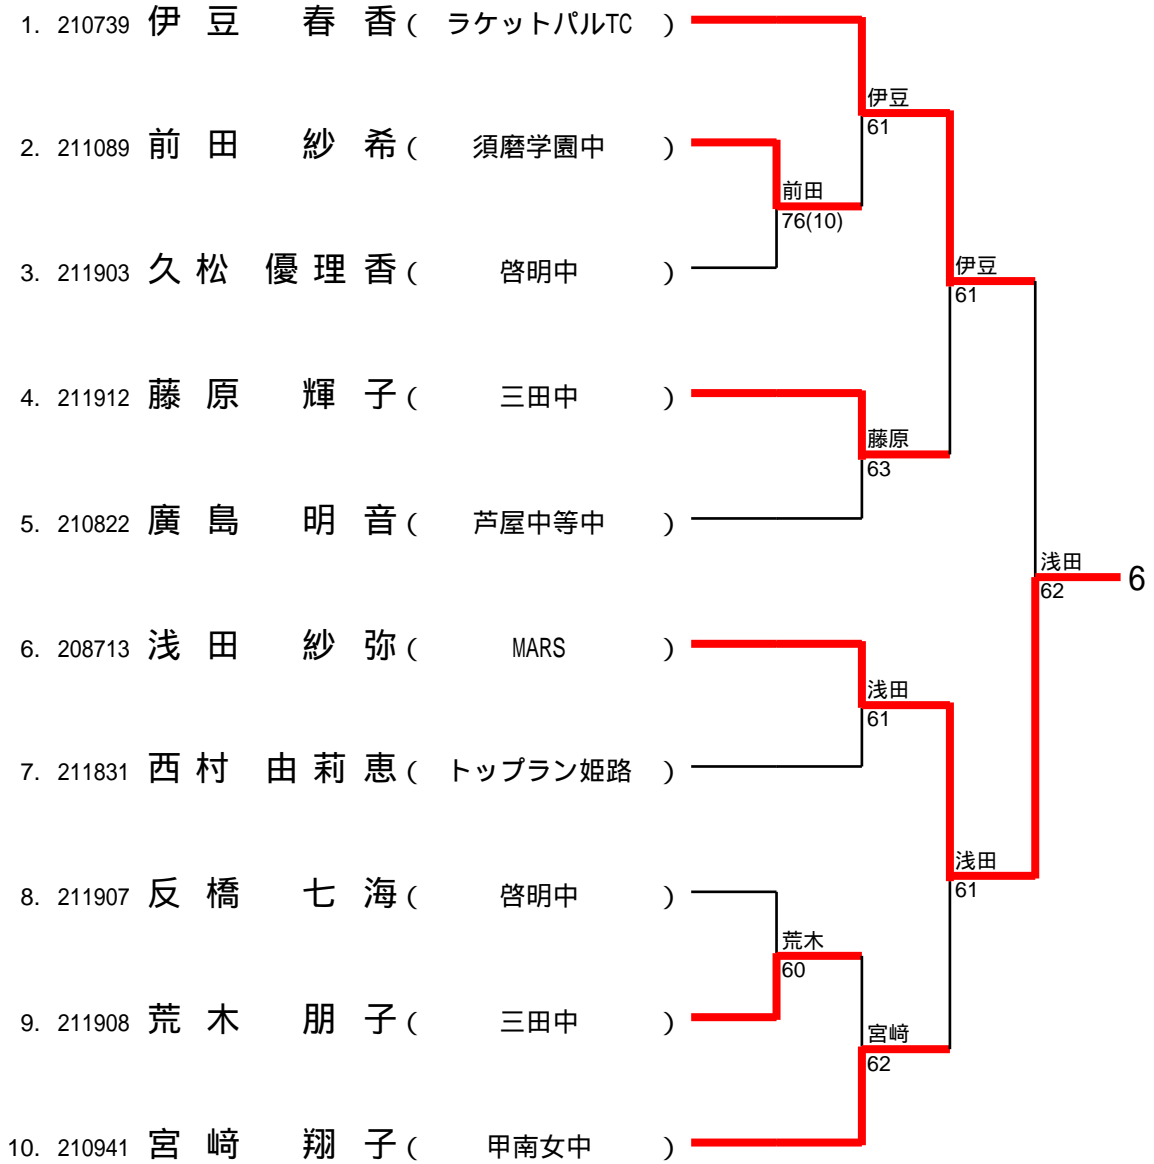 1. 210739 伊豆 春香 ( ラケットパルTC )
伊豆
61
2. 211089 前田 紗希 ( 須磨学園中 )
前田
76(10)
3. 211903 久松 優理香 ( 啓明中 )
伊豆
61
4. 211912 藤原 輝子 ( 三田中 )
藤原
63
5. 210822 廣島 明音 ( 芦屋中等中 )
浅田
62
6
6. 208713 浅田 紗弥 ( MARS )
浅田
61
7. 211831 西村 由莉恵 ( トップラン姫路 )
浅田
61
8. 211907 反橋 七海 ( 啓明中 )
荒木
60
9. 211908 荒木 朋子 ( 三田中 )
宮﨑
62
10. 210941 宮﨑 翔子 ( 甲南女中 )